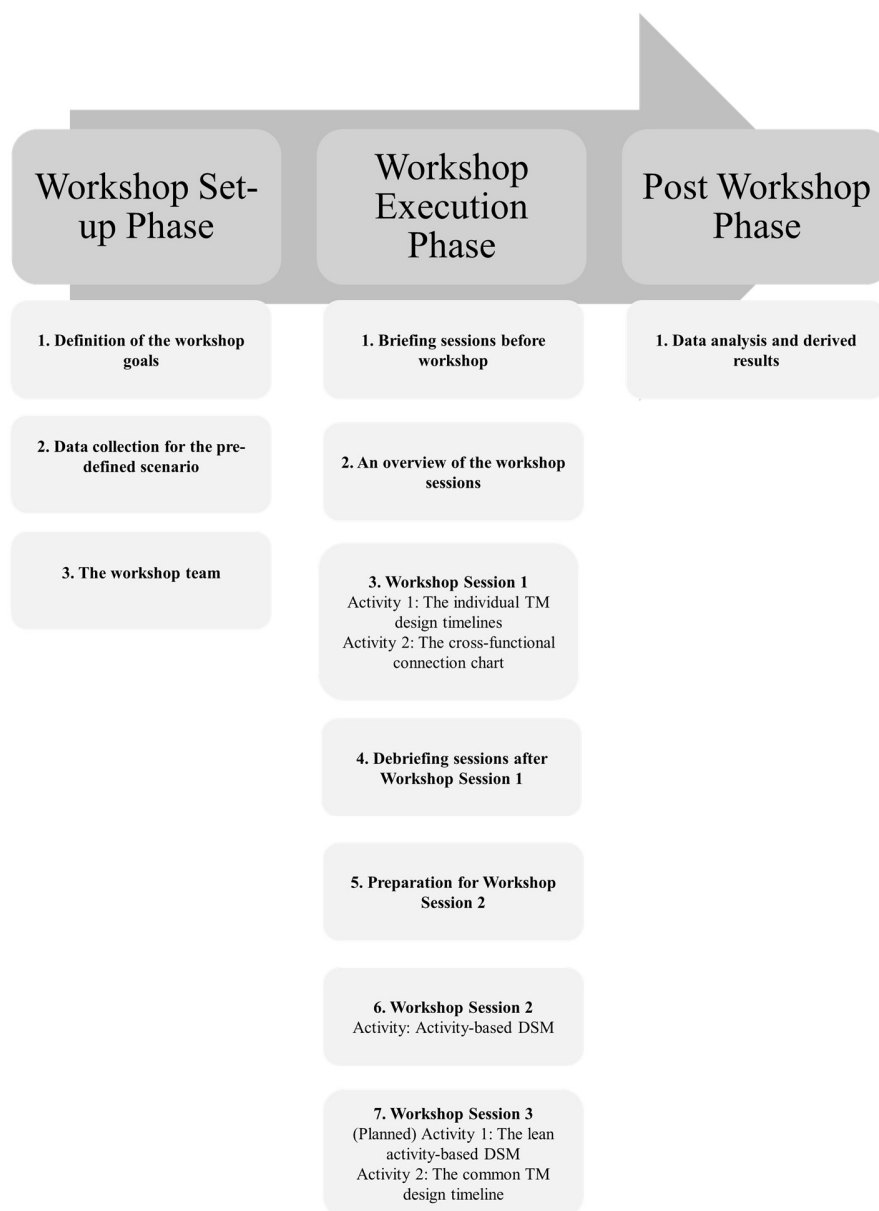 Workshop Set-
up Phase
Workshop
Execution
Phase
Post Workshop
Phase
1. Definition of the workshop
goals
2. Data collection for the pre-
defined scenario
3. The workshop team
1. Briefing sessions before
workshop
2. An overview of the workshop
sessions
3. Workshop Session 1
Activity 1: The individual TM
design timelines
Activity 2: The cross-functional
connection chart
4. Debriefing sessions after
Workshop Session 1
5. Preparation for Workshop
Session 2
6. Workshop Session 2
Activity: Activity-based DSM
7. Workshop Session 3
(Planned) Activity 1: The lean
activity-based DSM
Activity 2: The common TM
design timeline
1. Data analysis and derived
results